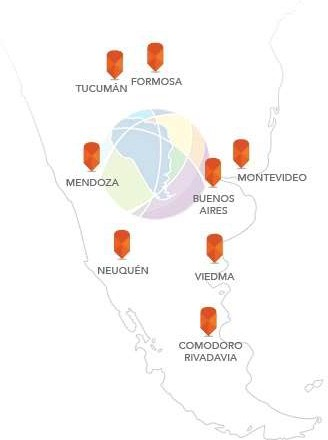 FORMOSA
TUCUMÁN
MENDOZA
MONTEVIDEO
BUENOS
AIRES
NEUQUÉN
VIEDMA
COMODORO
RIVADAVIA